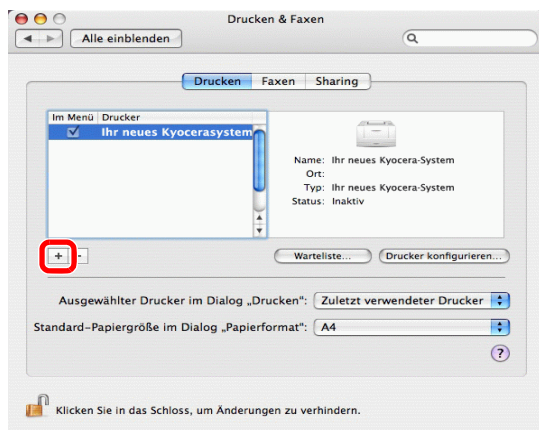 Drucken & Faxen
Alle einblenden
Drucken Faxen Sharing
Im Menü Drucker
Ihr neues Kyocerasystem
Name: Ihr neues Kyocera-System
Ort:
Typ: Ihr neues Kyocera-System
Status: Inaktiv
+ -
Warteliste... Drucker konfigurieren...
Ausgewählter Drucker im Dialog „Drucken“: Zuletzt verwendeter Drucker
Standard-Papiergröße im Dialog „Papierformat“: A4
?
Klicken Sie in das Schloss, um Änderungen zu verhindern.